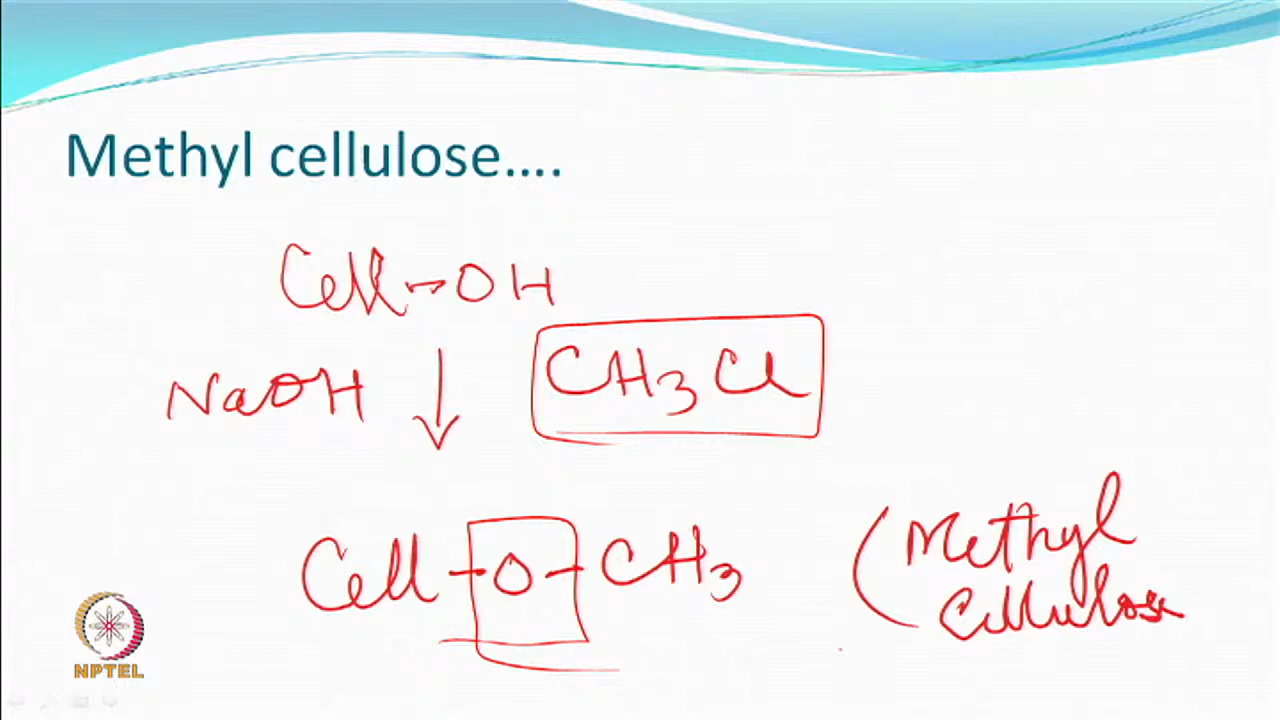 Methyl cellulose....
Cell-OH
NaOH ↓ CH3Cl
Cell-O-CH3
(Methyl
Cellulose
NPTEL